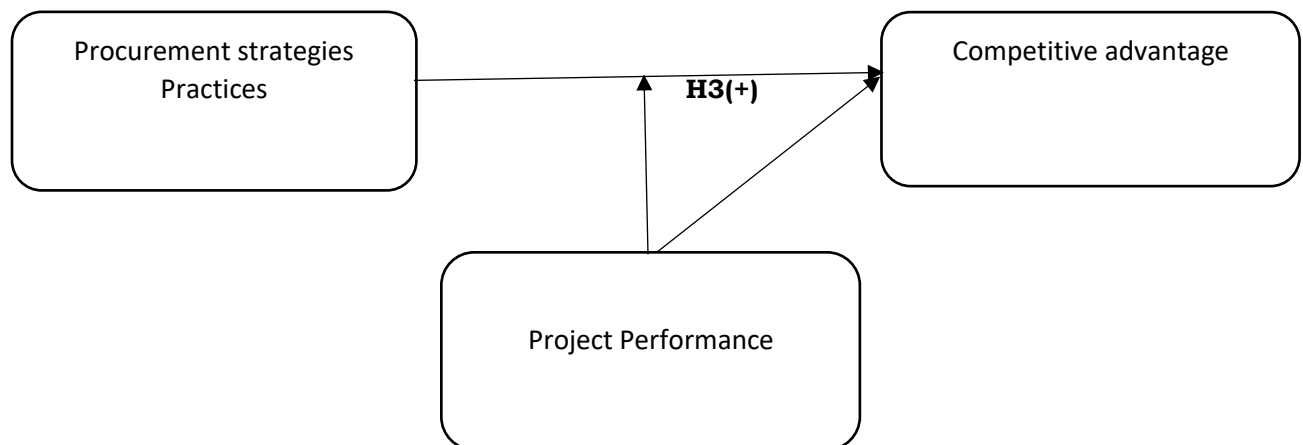 Procurement strategies
Practices
Competitive advantage
H3(+)
Project Performance